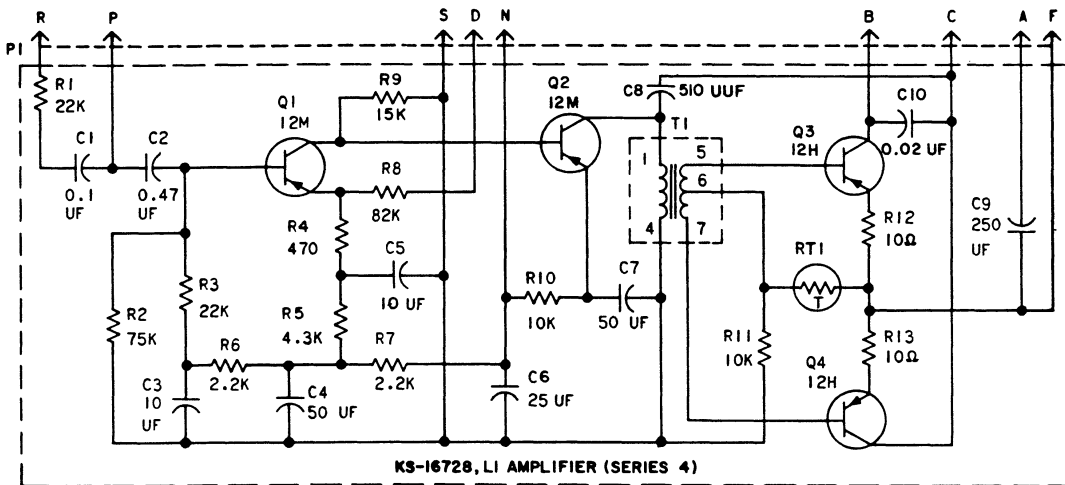 R P S D N B C A F
P1
R1
22K
C1
0.1
UF
C2
0.47
UF
Q1
12M
R9
15K
R8
82K
R4
470
C5
10 UF
R2
75K
R3
22K
R5
4.3K
R6
2.2K
R7
2.2K
C3
10
UF
C4
50 UF
C6
25 UF
Q2
12M
C8 510 UUF
T1
1 5
6
4 7
R10
10K
C7
50 UF
Q3
12H
C10
0.02 UF
R12
10Ω
C9
250
UF
RT1
T
R11
10K
R13
10Ω
Q4
12H
KS-16728, L1 AMPLIFIER (SERIES 4)